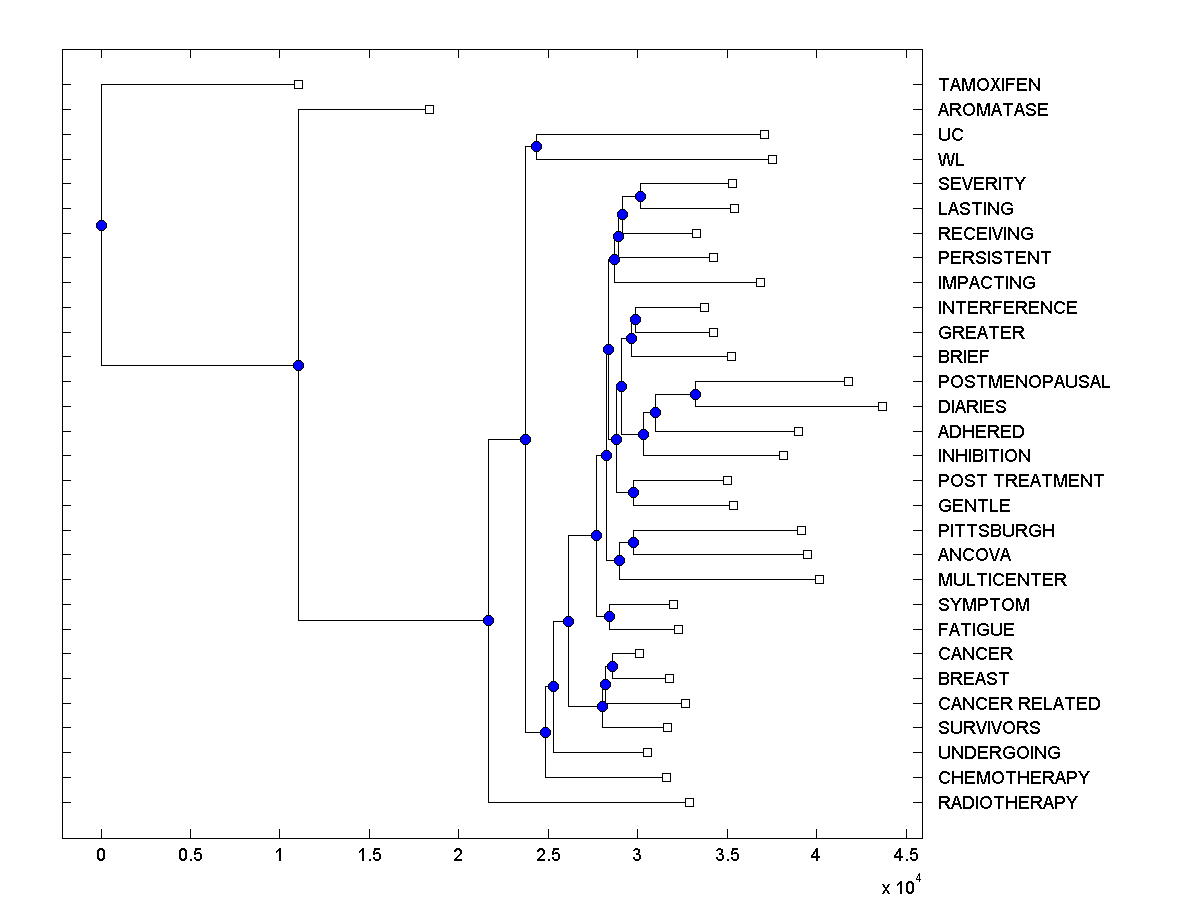 TAMOXIFEN
AROMATASE
UC
WL
SEVERITY
LASTING
RECEIVING
PERSISTENT
IMPACTING
INTERFERENCE
GREATER
BRIEF
POSTMENOPAUSAL
DIARIES
ADHERED
INHIBITION
POST TREATMENT
GENTLE
PITTSBURGH
ANCOVA
MULTICENTER
SYMPTOM
FATIGUE
CANCER
BREAST
CANCER RELATED
SURVIVORS
UNDERGOING
CHEMOTHERAPY
RADIOTHERAPY
0 0.5 1 1.5 2 2.5 3 3.5 4 4.5
x 10^4